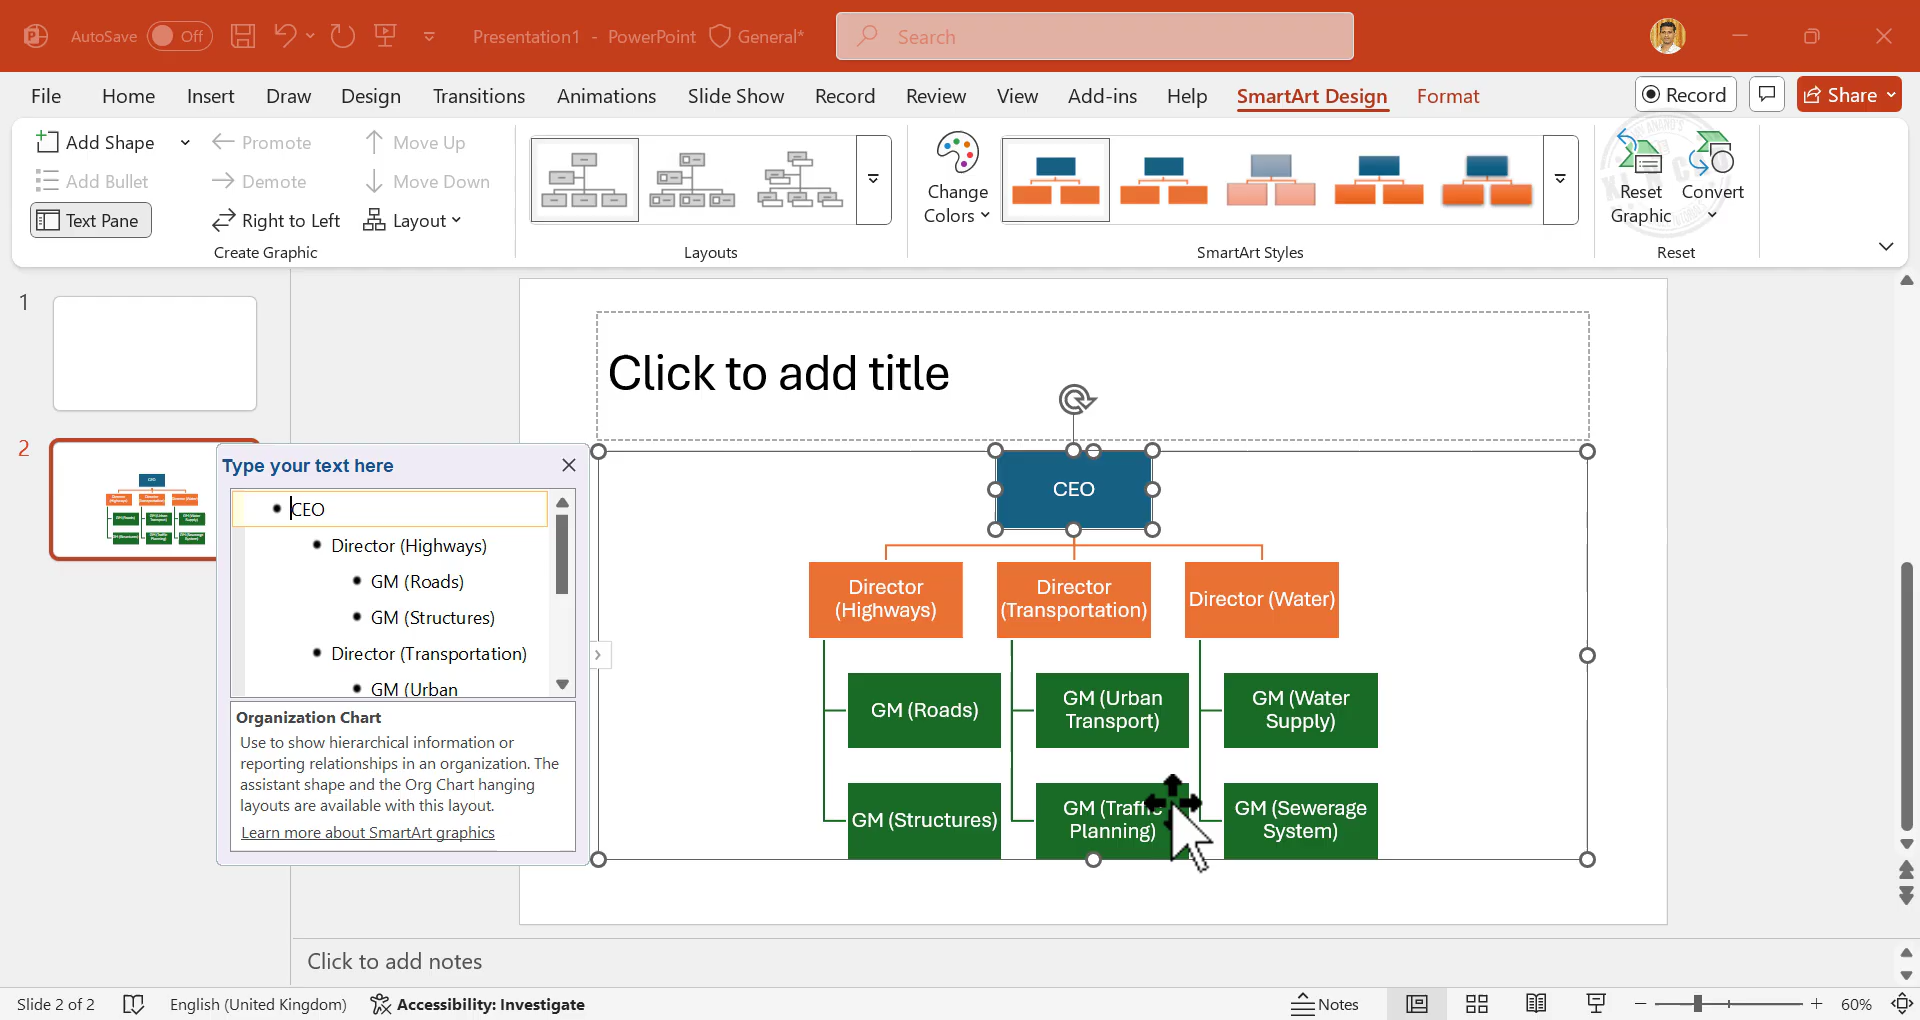 AutoSave Off Presentation1 - PowerPoint General* Search
File Home Insert Draw Design Transitions Animations Slide Show Record Review View Add-ins Help SmartArt Design Format Record Share
Add Shape Promote Move Up
Add Bullet Demote Move Down
Text Pane Right to Left Layout
Create Graphic
Layouts
Change
Colors
SmartArt Styles
Reset
Graphic
Convert
Reset
1
2
Click to add title
Type your text here
CEO
Director (Highways)
GM (Roads)
GM (Structures)
Director (Transportation)
GM (Urban
Organization Chart
Use to show hierarchical information or
reporting relationships in an organization. The
assistant shape and the Org Chart hanging
layouts are available with this layout.
Learn more about SmartArt graphics
CEO
Director
(Highways)
Director
(Transportation)
Director (Water)
GM (Roads)
GM (Urban
Transport)
GM (Water
Supply)
GM (Structures)
GM (Traffic
Planning)
GM (Sewerage
System)
Click to add notes
Slide 2 of 2 English (United Kingdom) Accessibility: Investigate Notes 60%